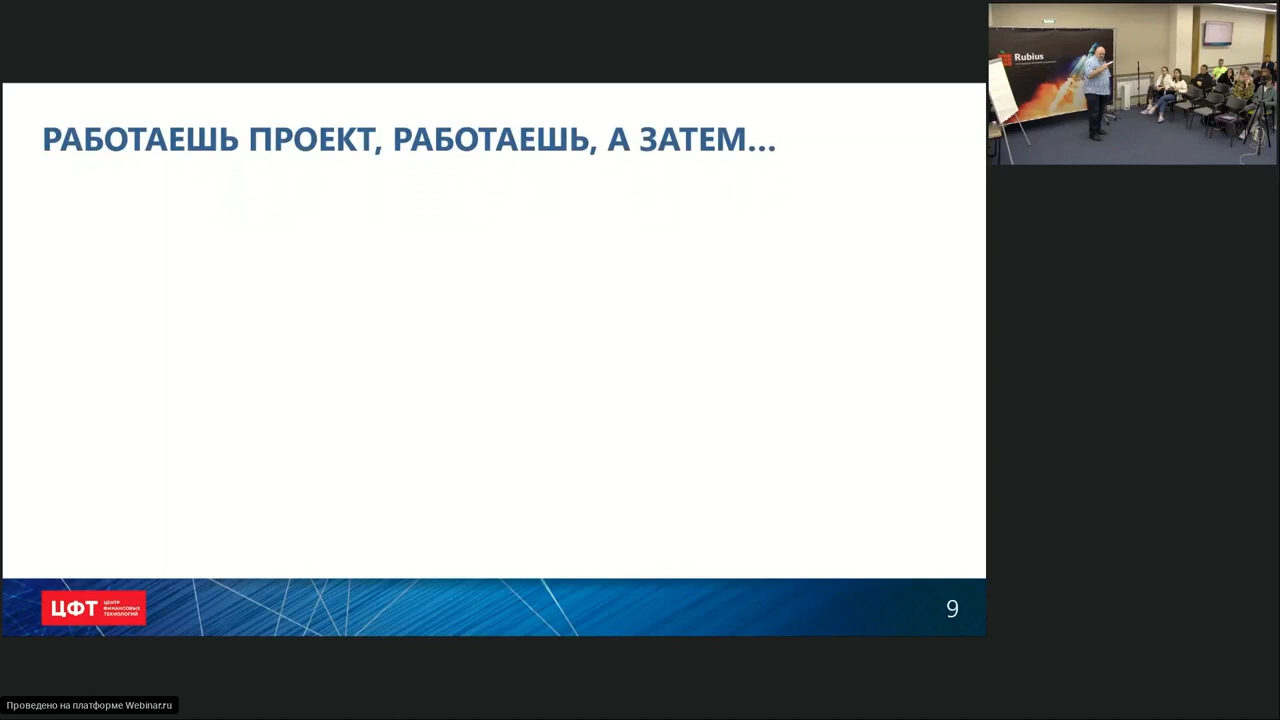 РАБОТАЕШЬ ПРОЕКТ, РАБОТАЕШЬ, А ЗАТЕМ...
Rubius
ЦФТ
ЦЕНТР
ФИНАНСОВЫХ
ТЕХНОЛОГИЙ
9
Проведено на платформе Webinar.ru